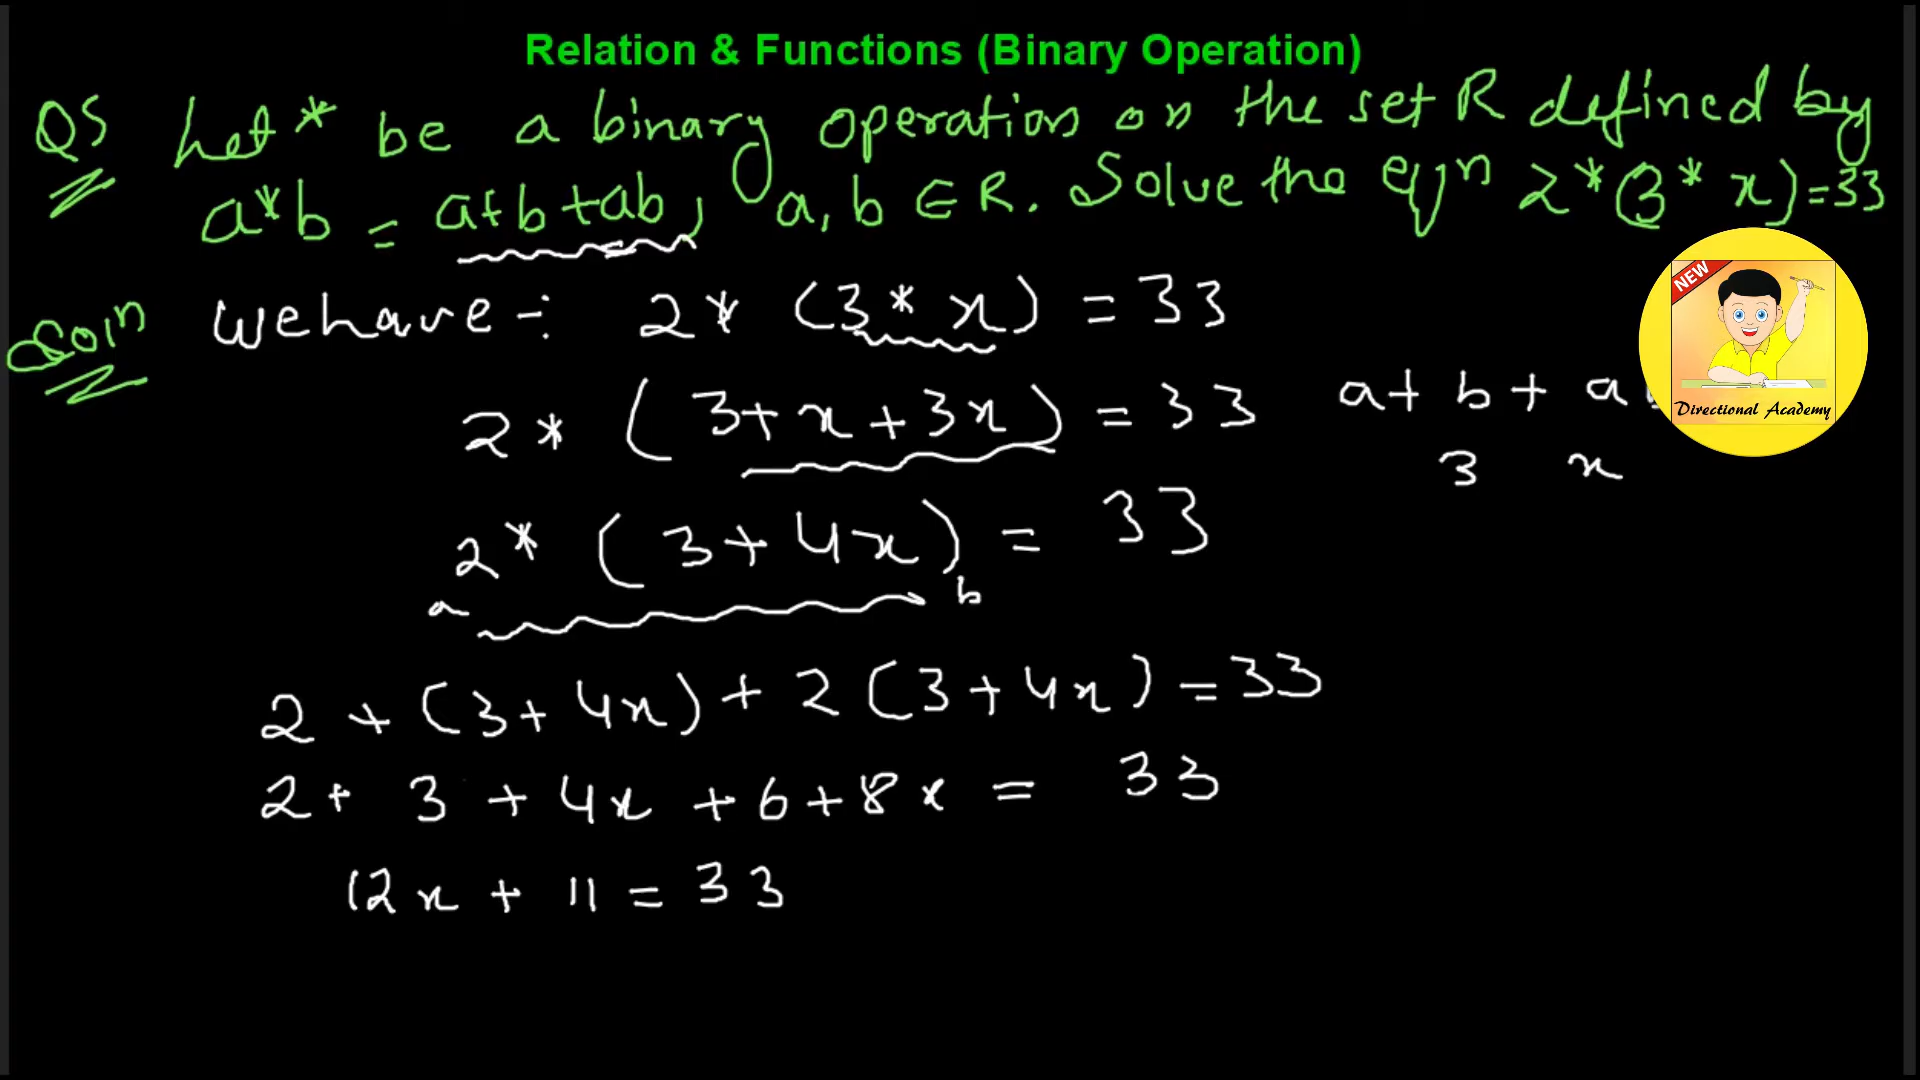 Relation & Functions (Binary Operation)
Q5 Let * be a binary operation on the set R defined by
a*b = a+b+ab, a, b ∈ R. Solve the eqn 2*(3* x)=33
Soln we have :- 2* (3* x) = 33
2* (3+x+3x) = 33
a+ b+ a
NEW
Directional Academy
3 x
2* (3+4x) = 33
a b
2 + (3+4x)+2(3+4x)=33
2+ 3 + 4x +6+8x = 33
12x + 11 = 33